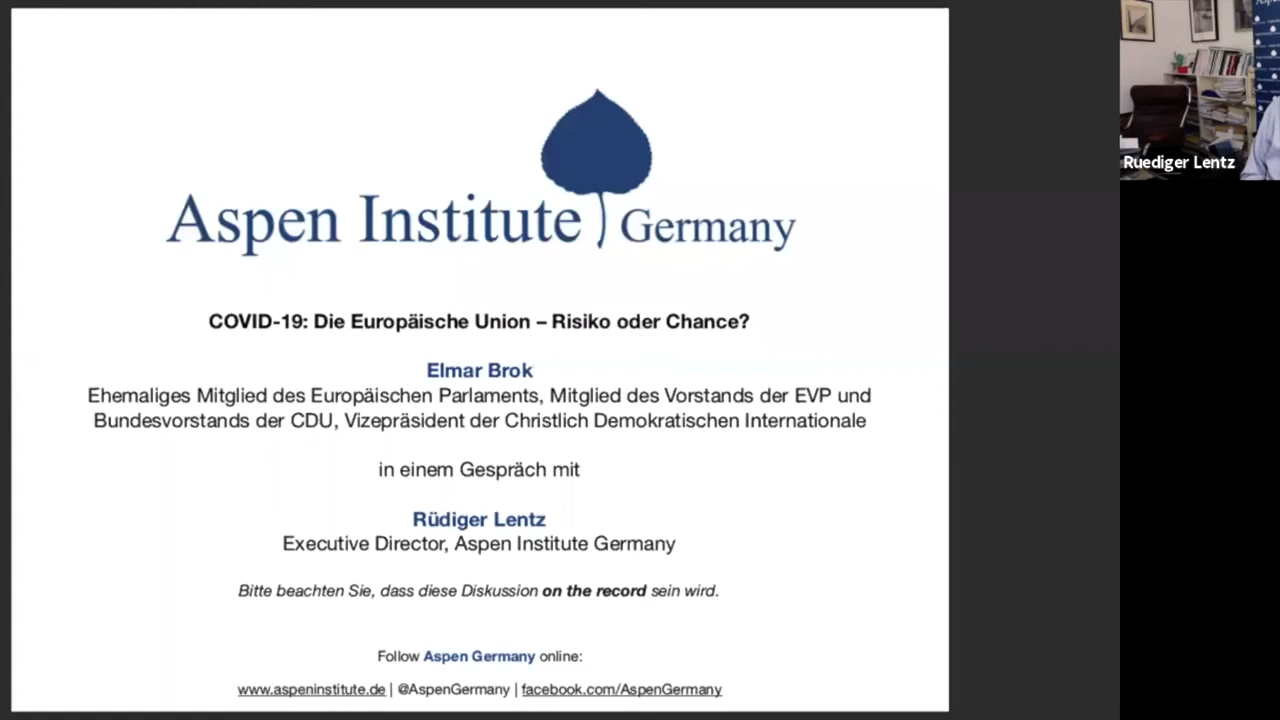 Aspen Institute Germany
COVID-19: Die Europäische Union – Risiko oder Chance?
Elmar Brok
Ehemaliges Mitglied des Europäischen Parlaments, Mitglied des Vorstands der EVP und
Bundesvorstands der CDU, Vizepräsident der Christlich Demokratischen Internationale
in einem Gespräch mit
Rüdiger Lentz
Executive Director, Aspen Institute Germany
Bitte beachten Sie, dass diese Diskussion on the record sein wird.
Follow Aspen Germany online:
www.aspeninstitute.de | @AspenGermany | facebook.com/AspenGermany
Ruediger Lentz